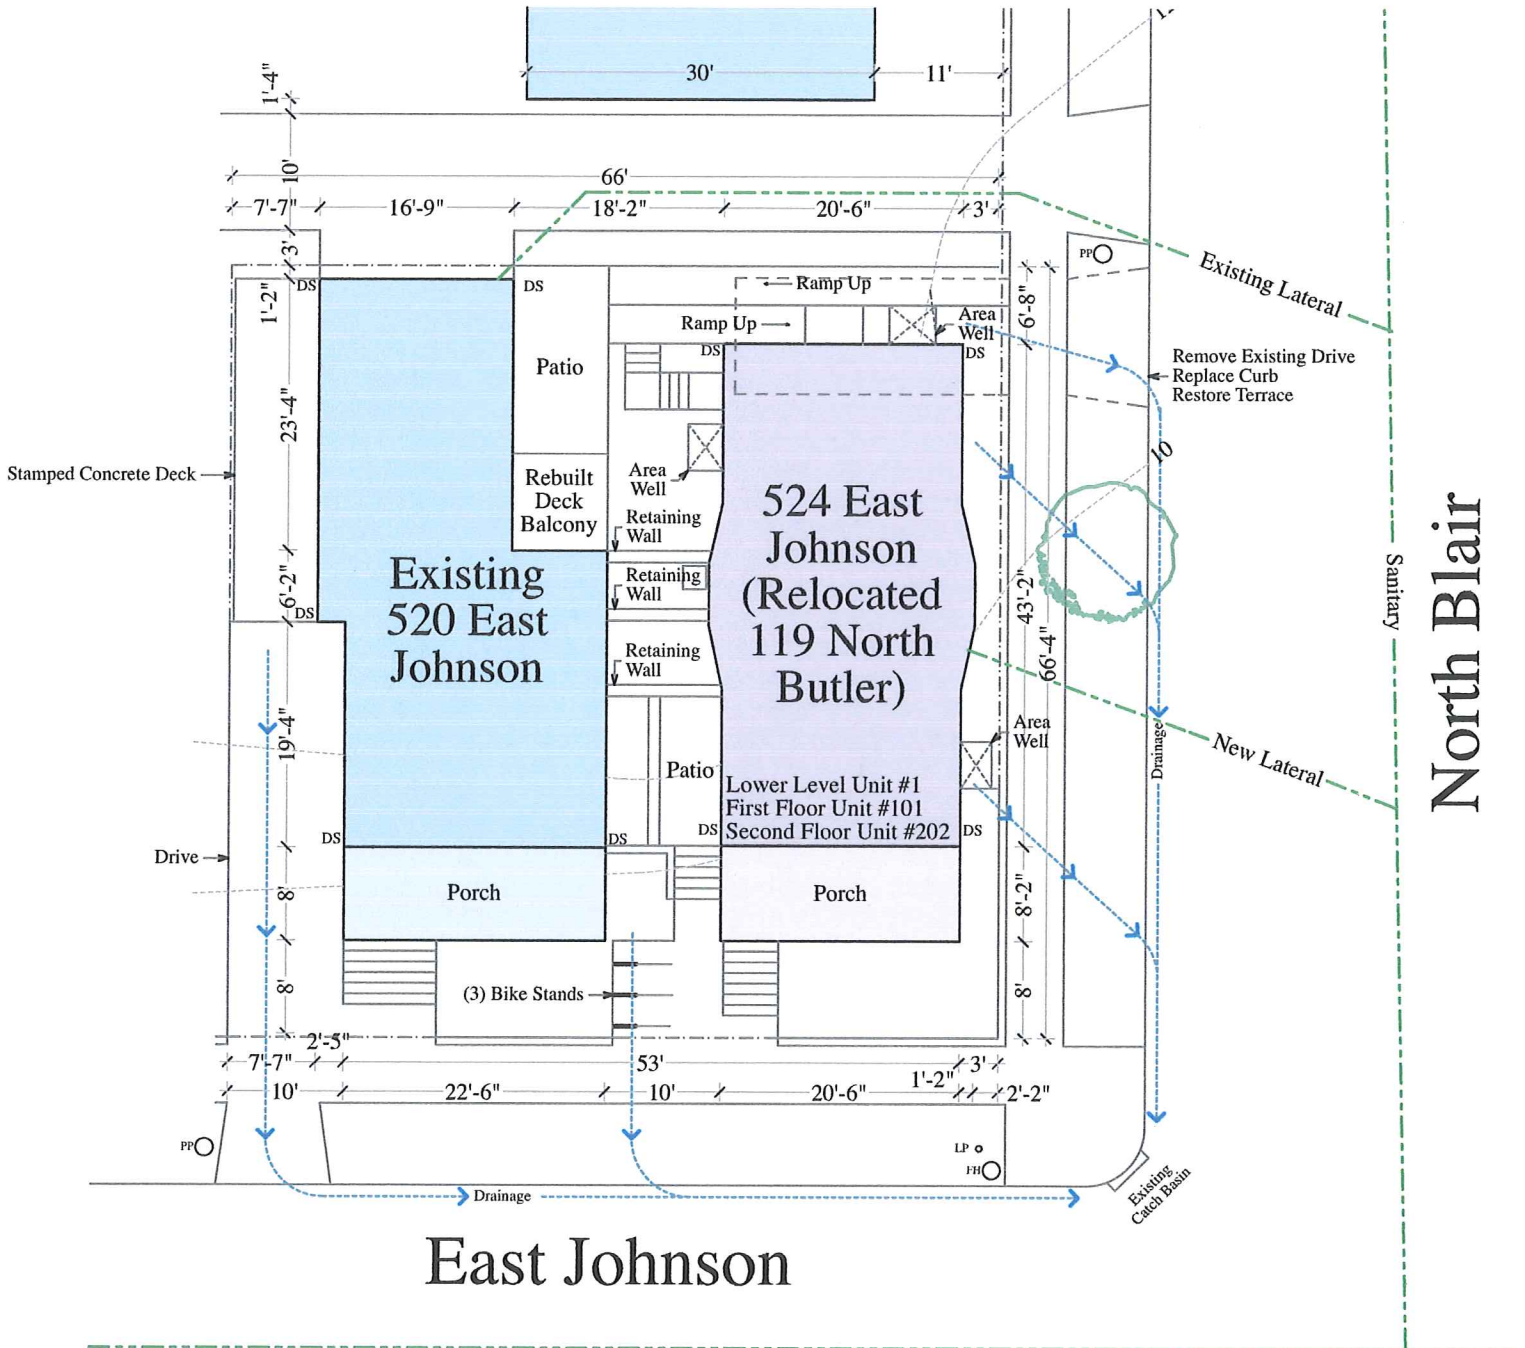 30'
11'
1'-4"
10'
66'
7'-7"
16'-9"
18'-2"
20'-6"
3'
3'
PP
Existing Lateral
DS
DS
Ramp Up
1'-2"
Ramp Up
Area
Well
6'-8"
DS
DS
Remove Existing Drive
Replace Curb
Restore Terrace
Patio
23'-4"
10
Stamped Concrete Deck
Area
Well
Rebuilt
Deck
Balcony
Retaining
Wall
524 East
Johnson
(Relocated
119 North
Butler)
Existing
520 East
Johnson
Retaining
Wall
6'-2"
DS
43'-2"
66'-4"
Sanitary
North Blair
Retaining
Wall
19'-4"
Area
Well
New Lateral
Drainage
Patio
Lower Level Unit #1
First Floor Unit #101
Second Floor Unit #202
DS
DS
DS
DS
Drive
8'
Porch
Porch
8'-2"
8'
(3) Bike Stands
8'
2'-5"
7'-7"
53'
3'
1'-2"
10'
22'-6"
10'
20'-6"
2'-2"
PP
LP
FH
Existing
Catch Basin
Drainage
East Johnson